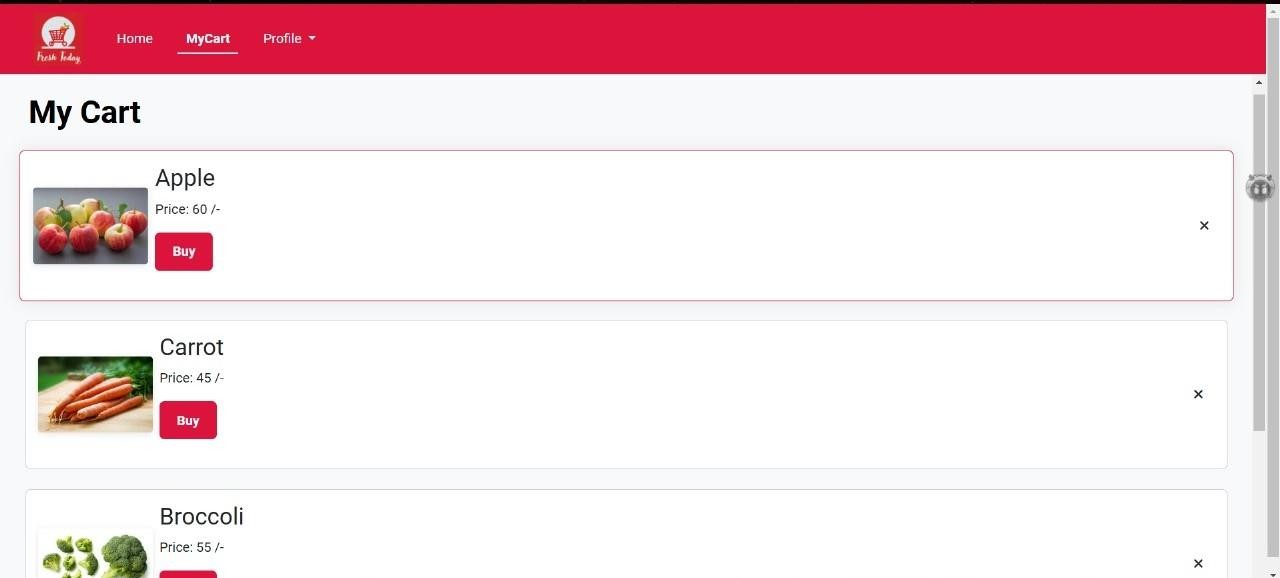 Home
MyCart
Profile
Fresh Today
My Cart
Apple
Price: 60 /-
Buy
Carrot
Price: 45 /-
Buy
Broccoli
Price: 55 /-